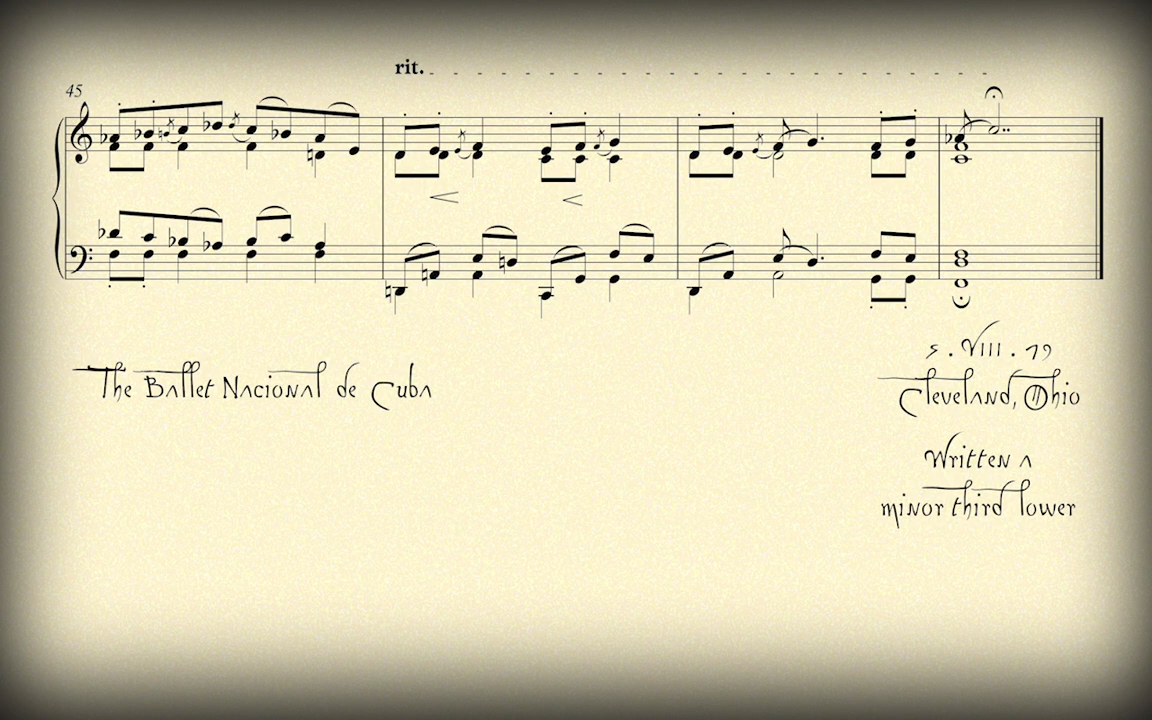 rit.
45
The Ballet Nacional de Cuba
5 . VIII . 79
Cleveland, Ohio
Written a
minor third lower